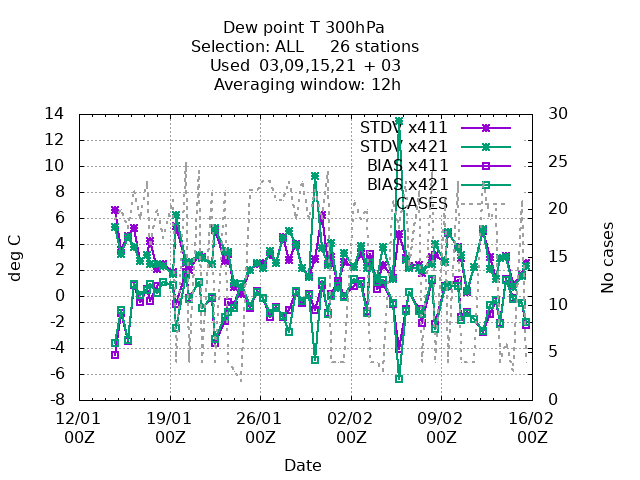 Dew point T 300hPa
Selection: ALL     26 stations
Used 03,09,15,21 + 03
Averaging window: 12h
deg C
14
12
10
8
6
4
2
0
-2
-4
-6
-8
STDV x411
STDV x421
BIAS x411
BIAS x421
CASES
30
25
20
15
10
5
0
No cases
12/01 19/01 26/01 02/02 09/02 16/02
00Z 00Z 00Z 00Z 00Z 00Z
Date